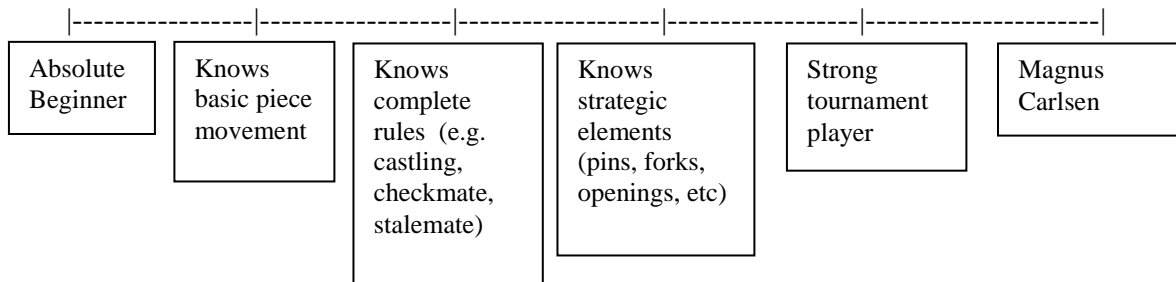 |-----------------|------------------|-------------------|------------------|----------------------|
Absolute
Beginner
Knows
basic piece
movement
Knows
complete
rules (e.g.
castling,
checkmate,
stalemate)
Knows
strategic
elements
(pins, forks,
openings, etc)
Strong
tournament
player
Magnus
Carlsen